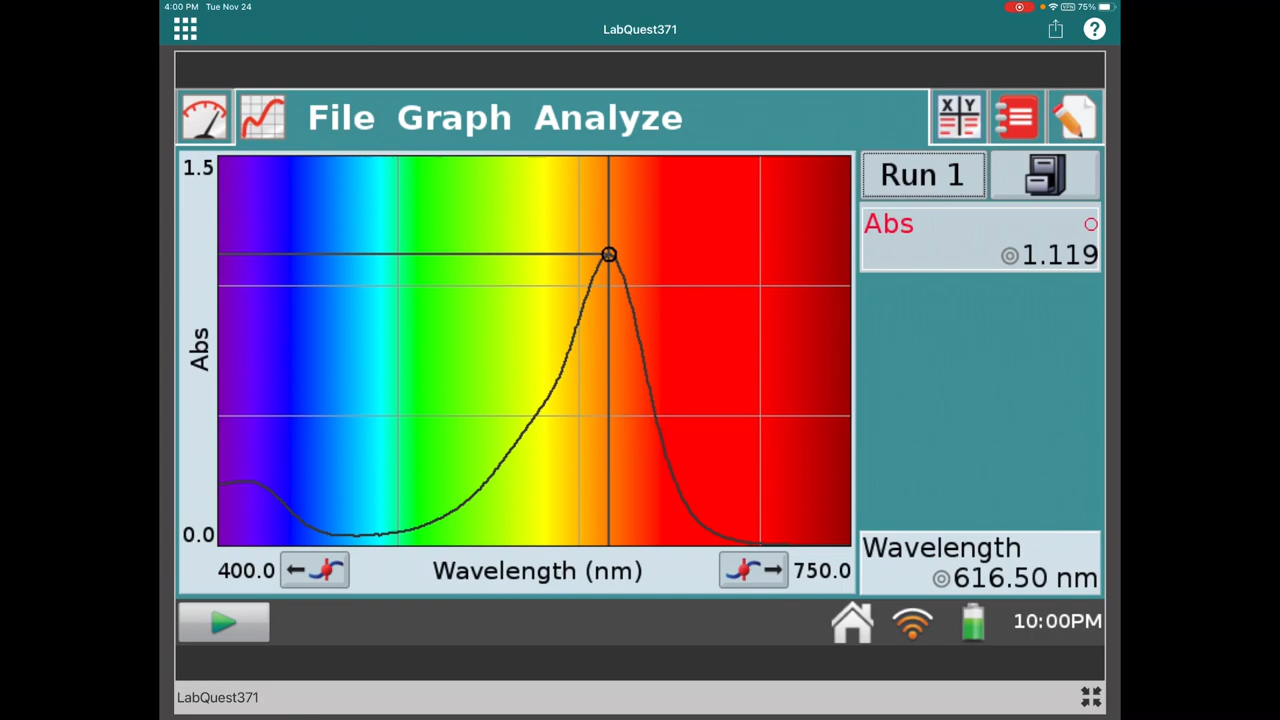 4:00 PM Tue Nov 24
VPN 75%
LabQuest371
?
File Graph Analyze
X Y
Run 1
1.5
Abs
1.119
Abs
0.0
400.0
Wavelength (nm)
750.0
Wavelength
616.50 nm
10:00PM
LabQuest371